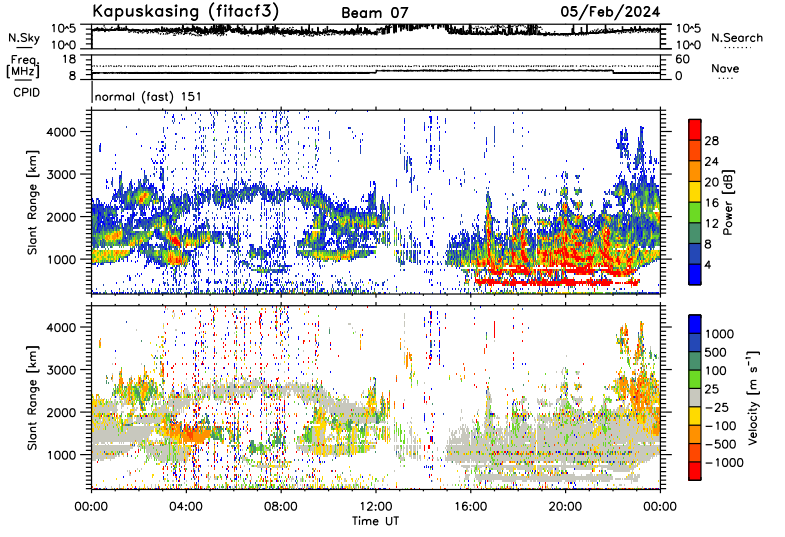 Kapuskasing (fitacf3) Beam 07 05/Feb/2024
N.Sky 10^5 10^0 10^5 10^0 N.Search
Freq. [MHz] 18 8 60 0 Nave
CPID normal (fast) 151
Slant Range [km] 4000 3000 2000 1000
Power [dB] 28 24 20 16 12 8 4
Slant Range [km] 4000 3000 2000 1000
Velocity [m s⁻¹] 1000 500 100 25 −25 −100 −500 −1000
00:00 04:00 08:00 12:00 16:00 20:00 00:00
Time UT